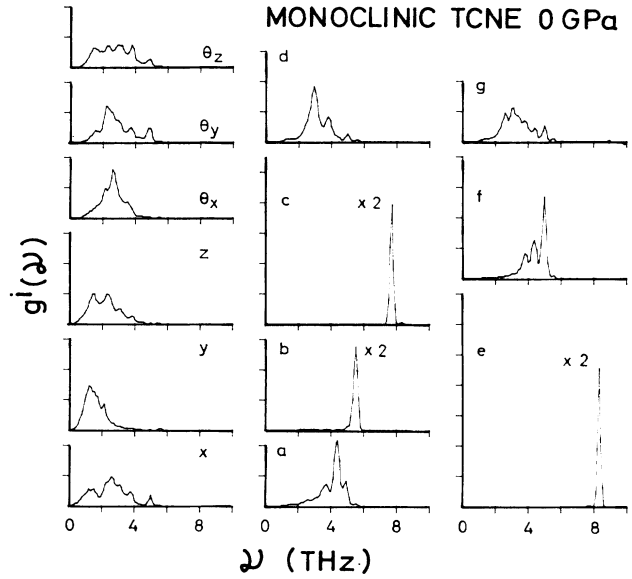 MONOCLINIC TCNE 0 GPa
θz
θy
θx
z
y
x
d
c
x 2
b
x 2
a
g
f
e
x 2
gⁱ(ν)
0 4 8
0 4 8
0 4 8
ν (THz)